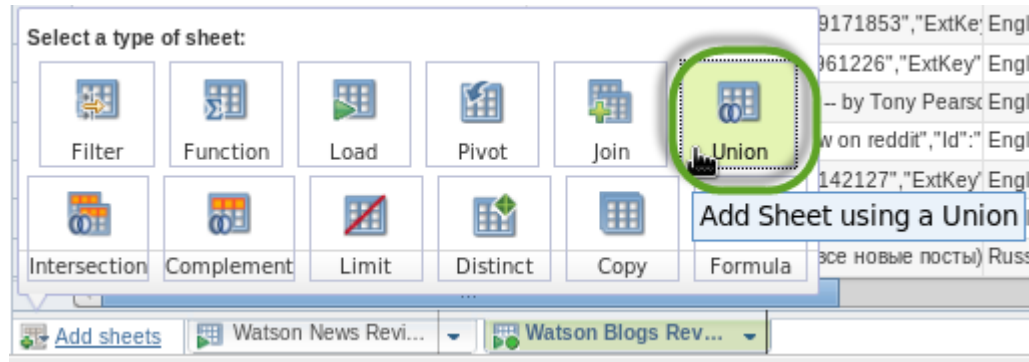 Select a type of sheet:
9171853","ExtKey Engl
961226","ExtKey" Engl
-- by Tony Pearso Engl
w on reddit","Id":" Engl
142127","ExtKey' Engl
Filter Function Load Pivot Join Union
Add Sheet using a Union
Intersection Complement Limit Distinct Copy Formula
все новые посты) Russ
Add sheets Watson News Revi... Watson Blogs Rev...